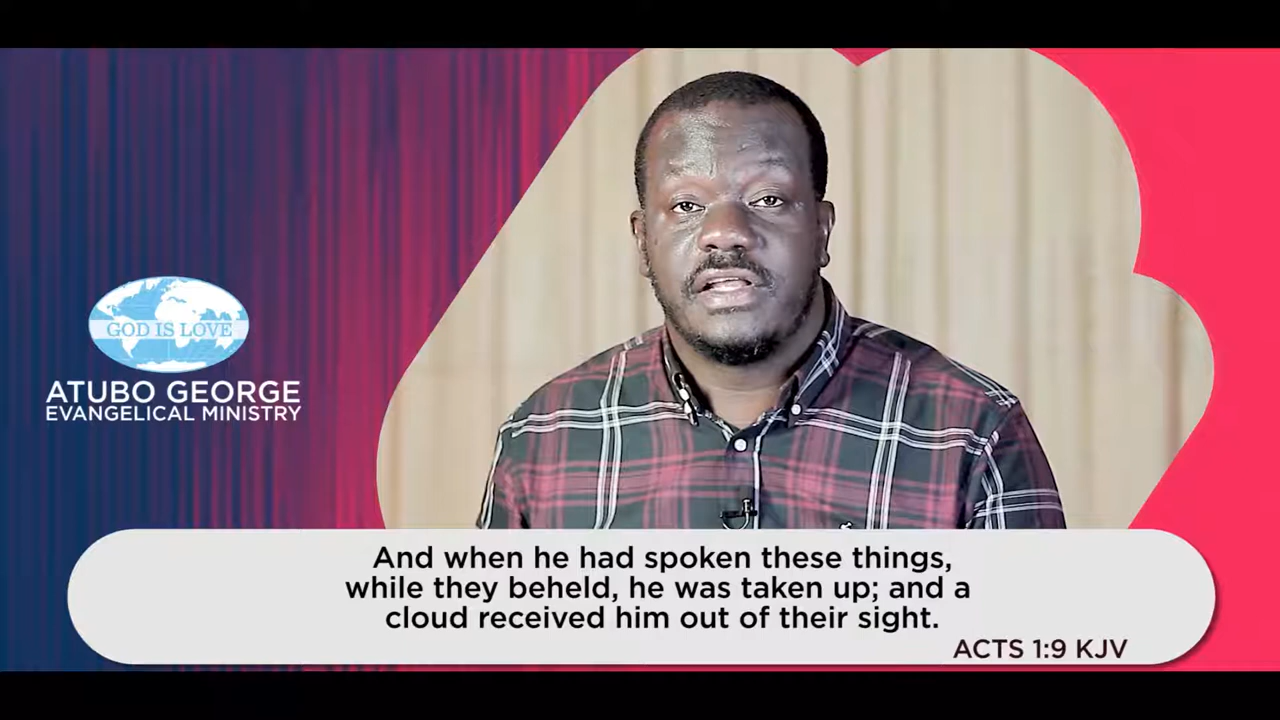 GOD IS LOVE
ATUBO GEORGE
EVANGELICAL MINISTRY
And when he had spoken these things,
while they beheld, he was taken up; and a
cloud received him out of their sight.
ACTS 1:9 KJV